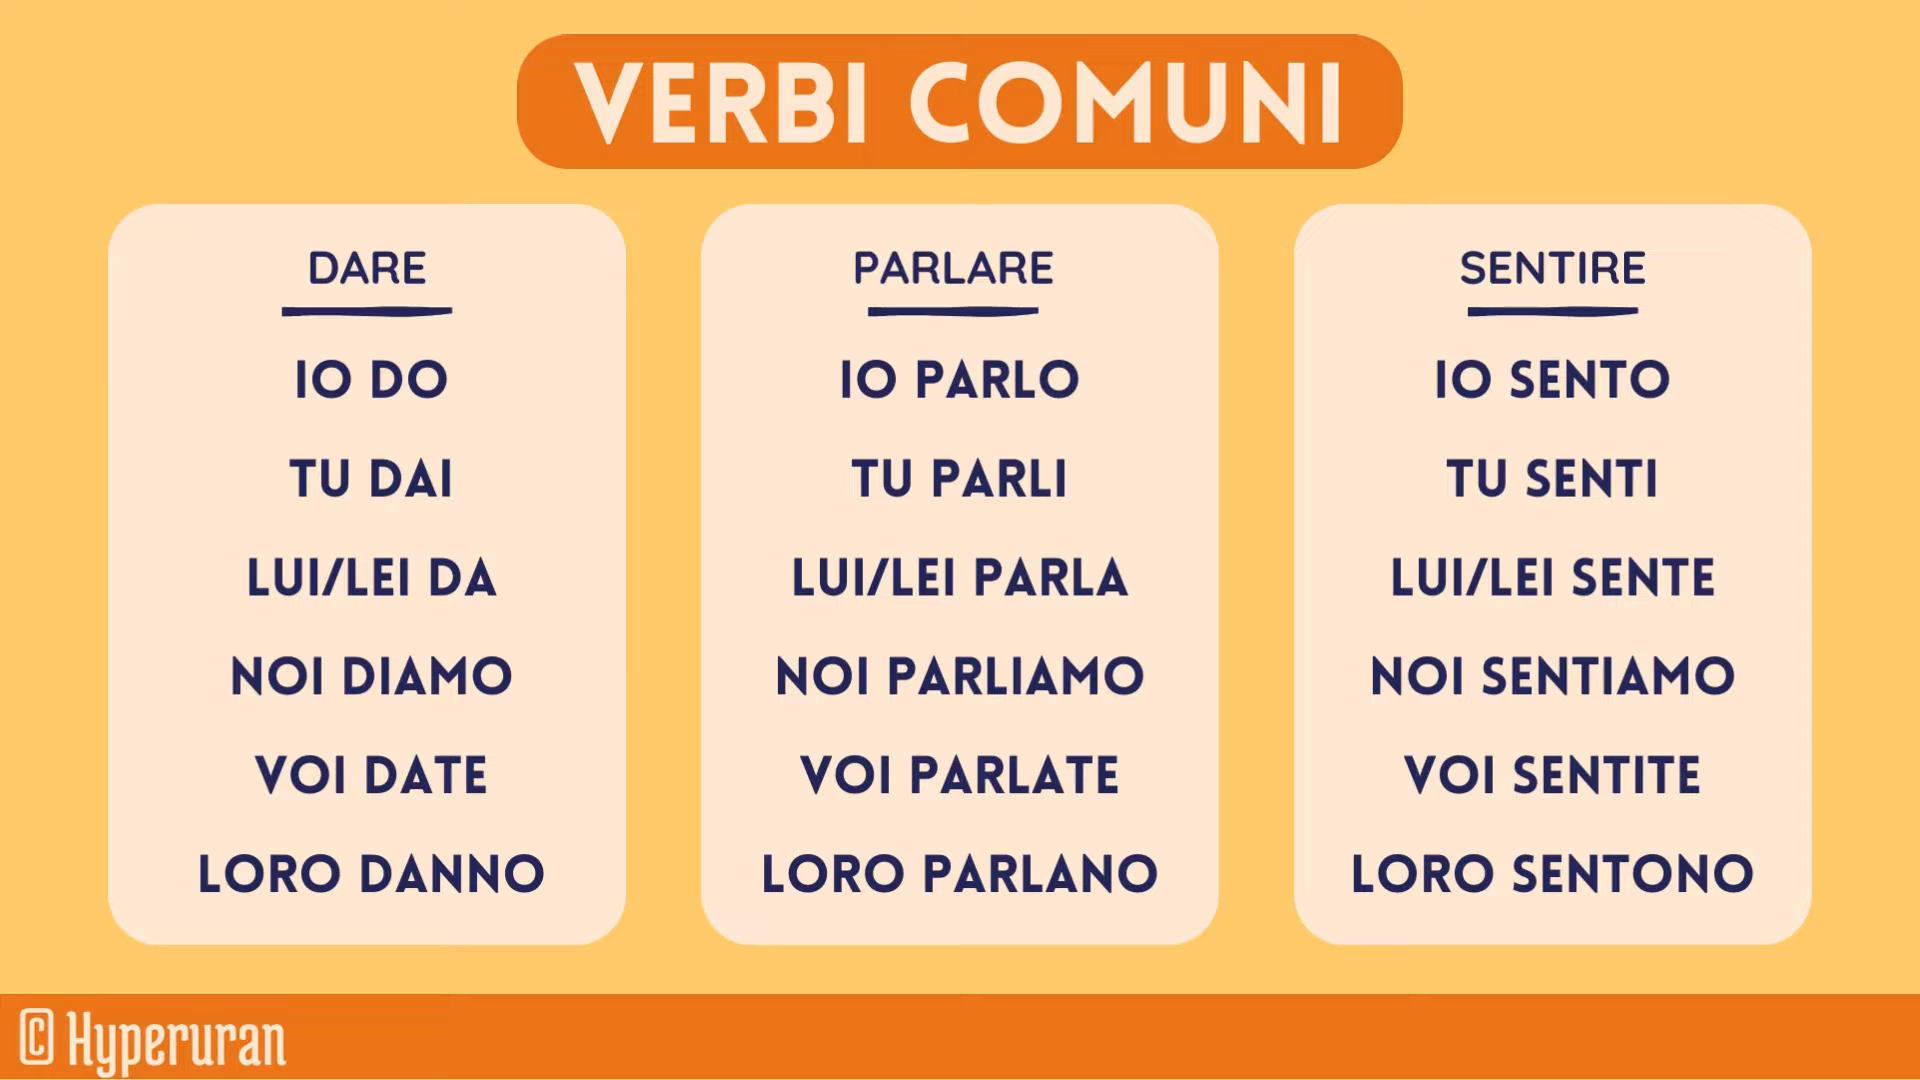 VERBI COMUNI
DARE
IO DO
TU DAI
LUI/LEI DA
NOI DIAMO
VOI DATE
LORO DANNO
PARLARE
IO PARLO
TU PARLI
LUI/LEI PARLA
NOI PARLIAMO
VOI PARLATE
LORO PARLANO
SENTIRE
IO SENTO
TU SENTI
LUI/LEI SENTE
NOI SENTIAMO
VOI SENTITE
LORO SENTONO
© Hyperuran